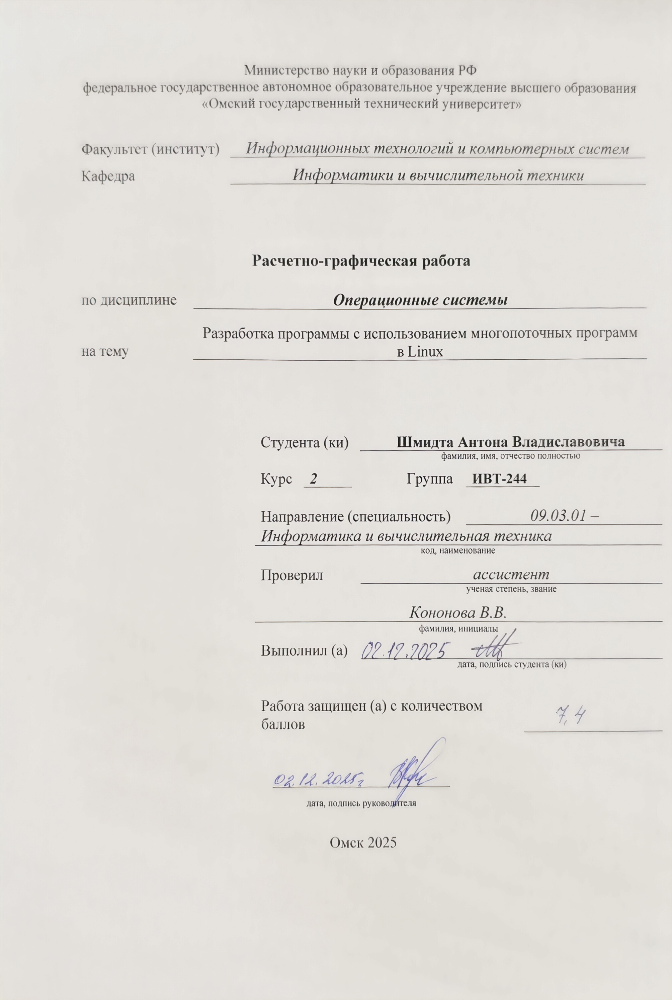 Министерство науки и образования РФ
федеральное государственное автономное образовательное учреждение высшего образования
«Омский государственный технический университет»
Факультет (институт) Информационных технологий и компьютерных систем
Кафедра Информатики и вычислительной техники
Расчетно-графическая работа
по дисциплине Операционные системы
Разработка программы с использованием многопоточных программ
на тему в Linux
Студента (ки) Шмидта Антона Владиславовича
фамилия, имя, отчество полностью
Курс 2 Группа ИВТ-244
Направление (специальность) 09.03.01 –
Информатика и вычислительная техника
код, наименование
Проверил ассистент
ученая степень, звание
Кононова В.В.
фамилия, инициалы
Выполнил (а) 02.12.2025
дата, подпись студента (ки)
Работа защищен (а) с количеством
баллов 7,4
02.12.2025г
дата, подпись руководителя
Омск 2025